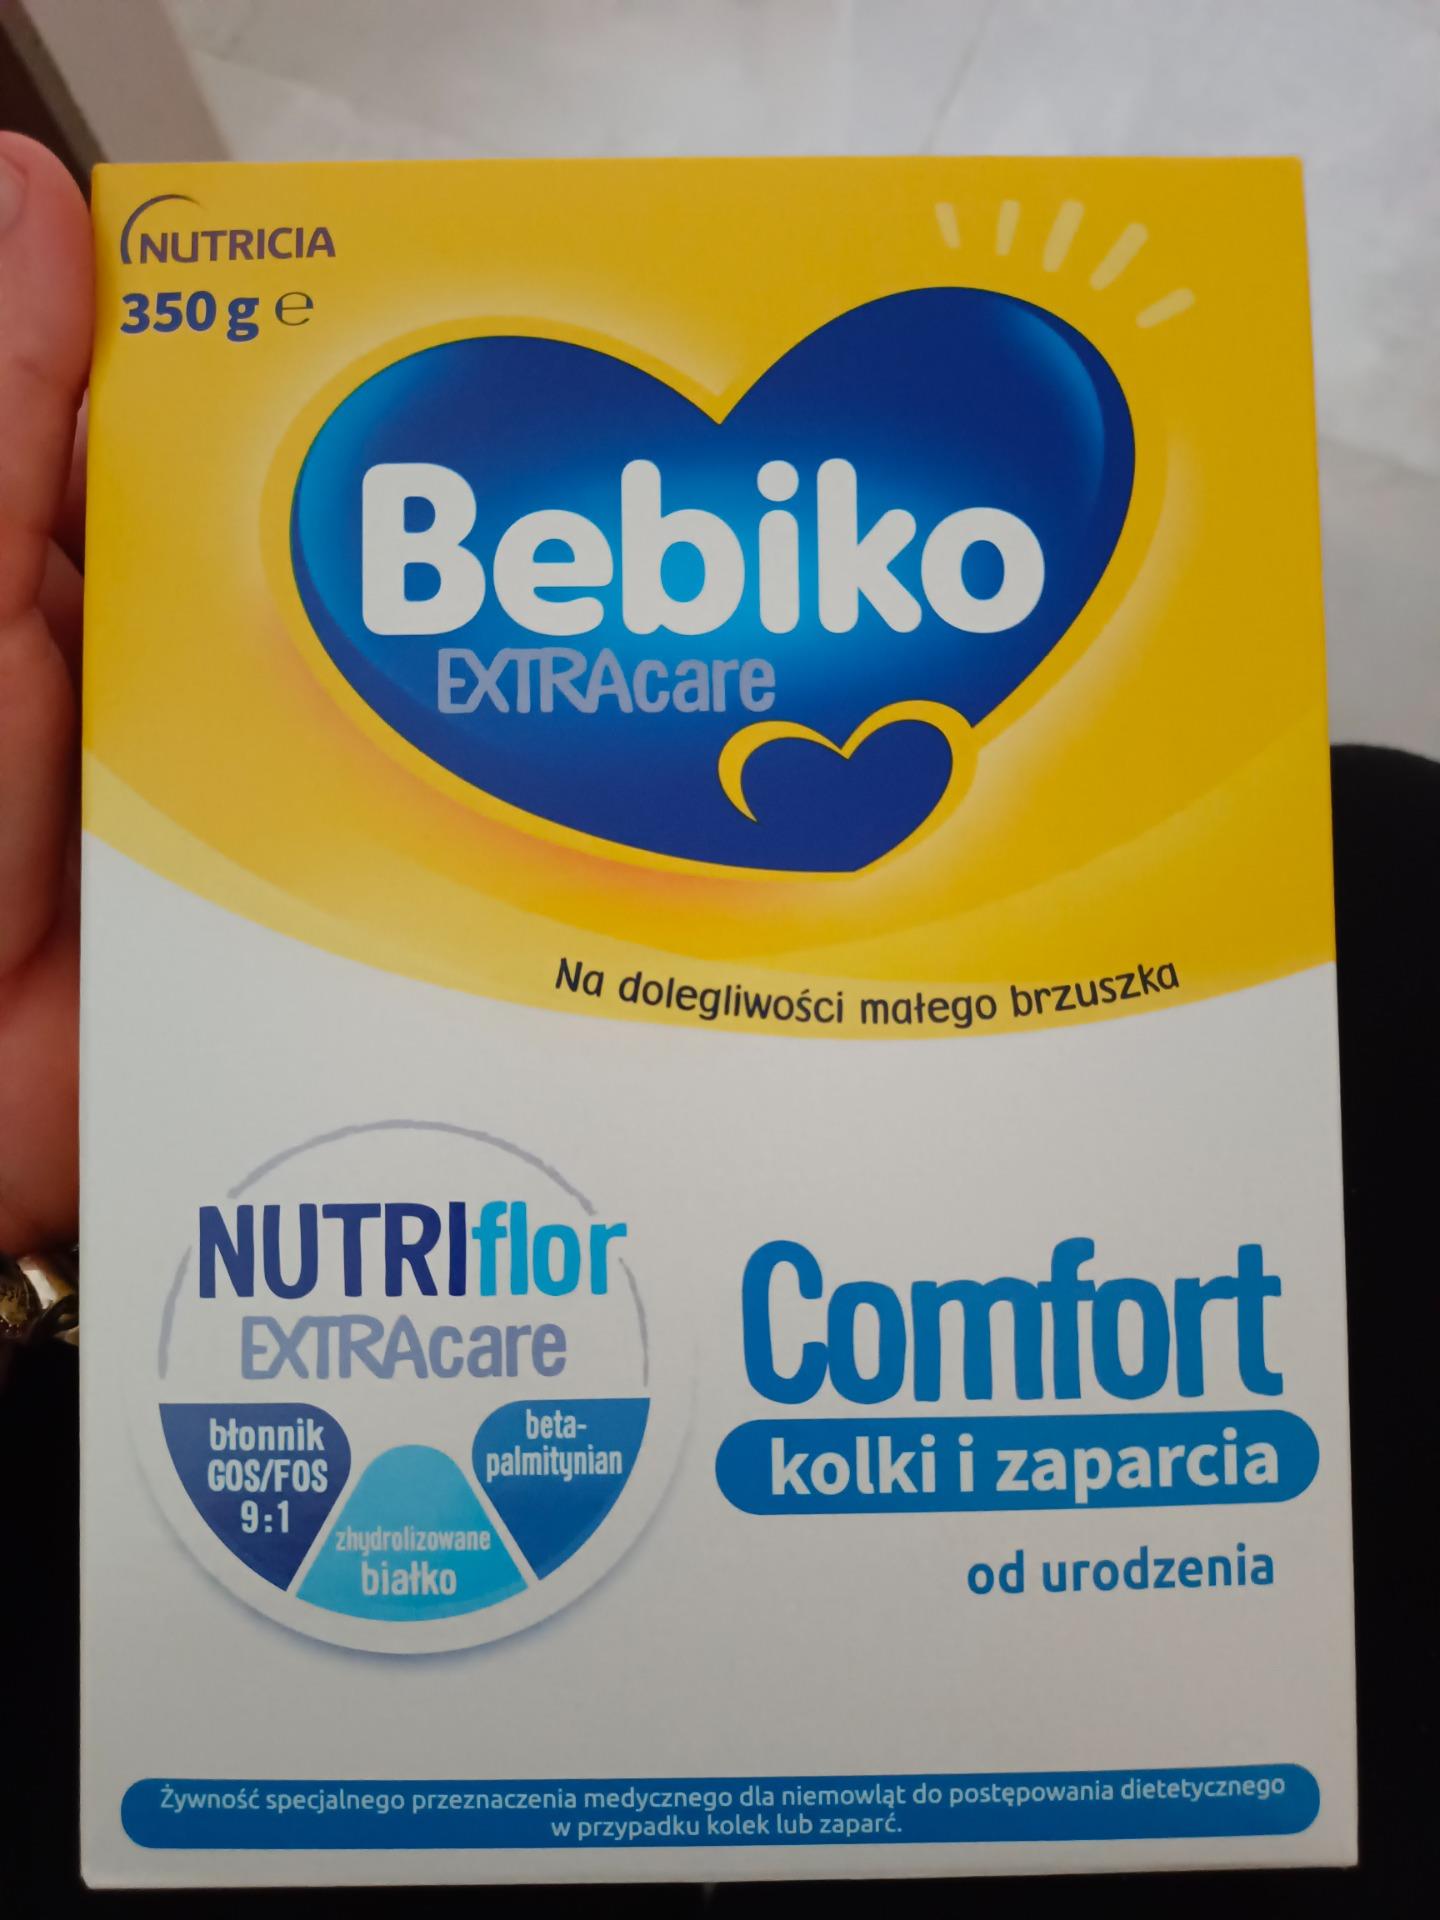 NUTRICIA
350 g ℮
Bebiko
EXTRAcare
Na dolegliwości małego brzuszka
NUTRIflor
EXTRAcare
błonnik
GOS/FOS
9:1
zhydrolizowane
białko
beta-
palmitynian
Comfort
kolki i zaparcia
od urodzenia
Żywność specjalnego przeznaczenia medycznego dla niemowląt do postępowania dietetycznego
w przypadku kolek lub zaparć.